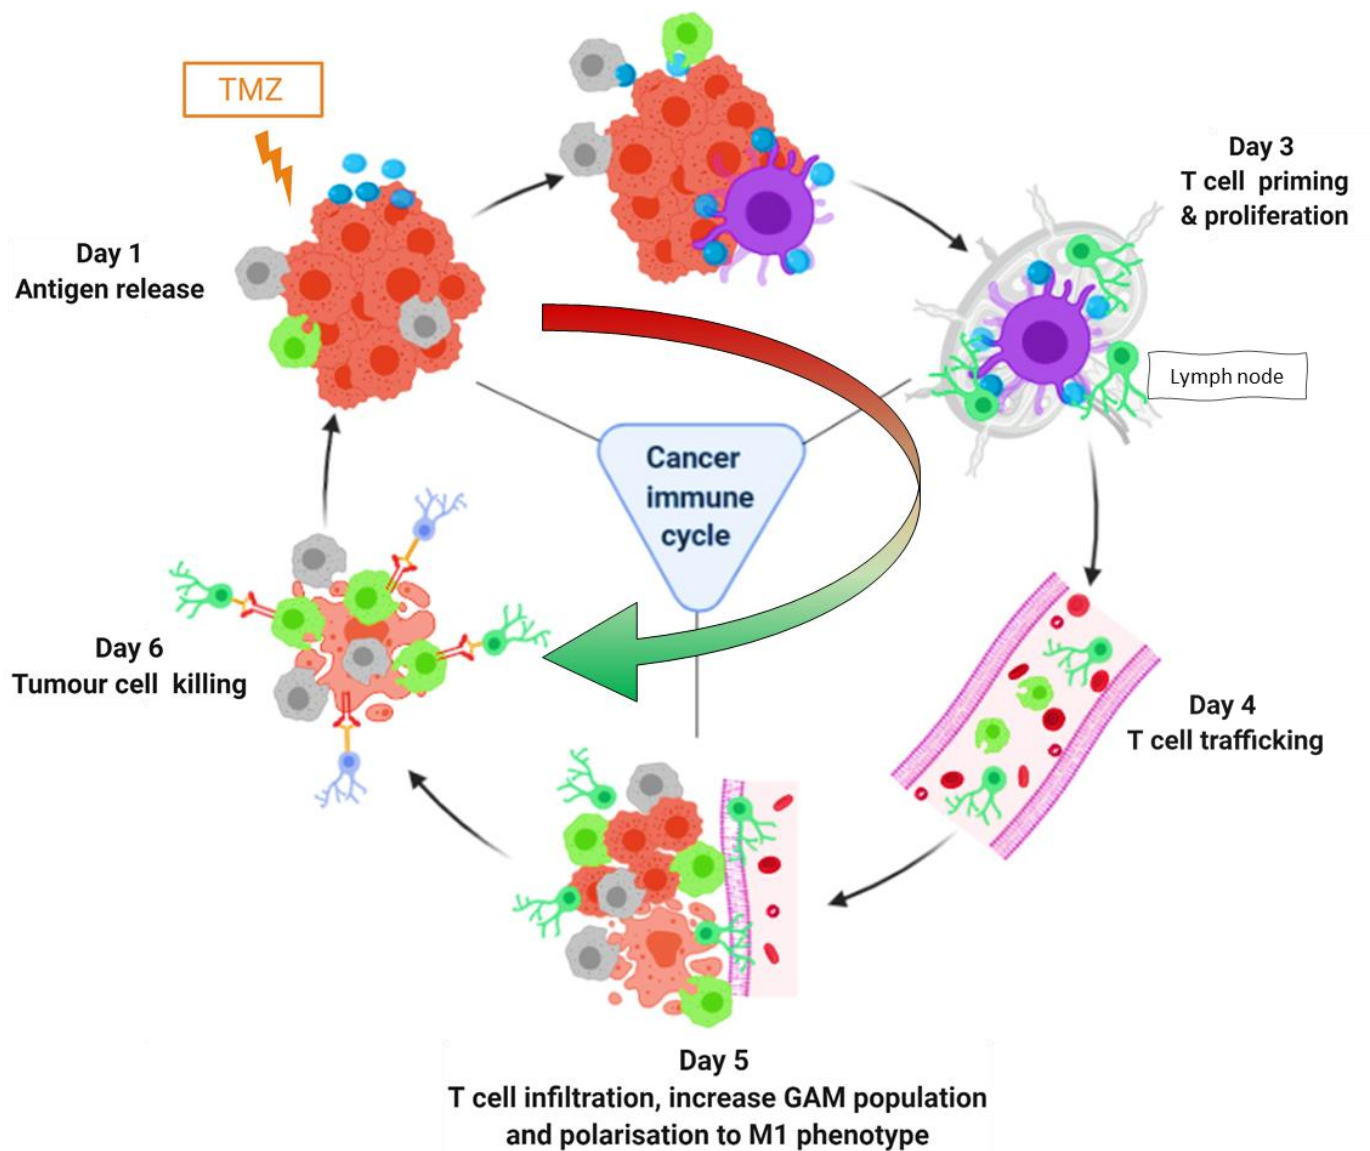 TMZ
Day 1
Antigen release
Day 3
T cell priming
& proliferation
Lymph node
Cancer
immune
cycle
Day 4
T cell trafficking
Day 5
T cell infiltration, increase GAM population
and polarisation to M1 phenotype
Day 6
Tumour cell killing